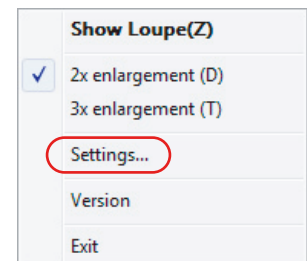 Show Loupe(Z)
2x enlargement (D)
3x enlargement (T)
Settings...
Version
Exit